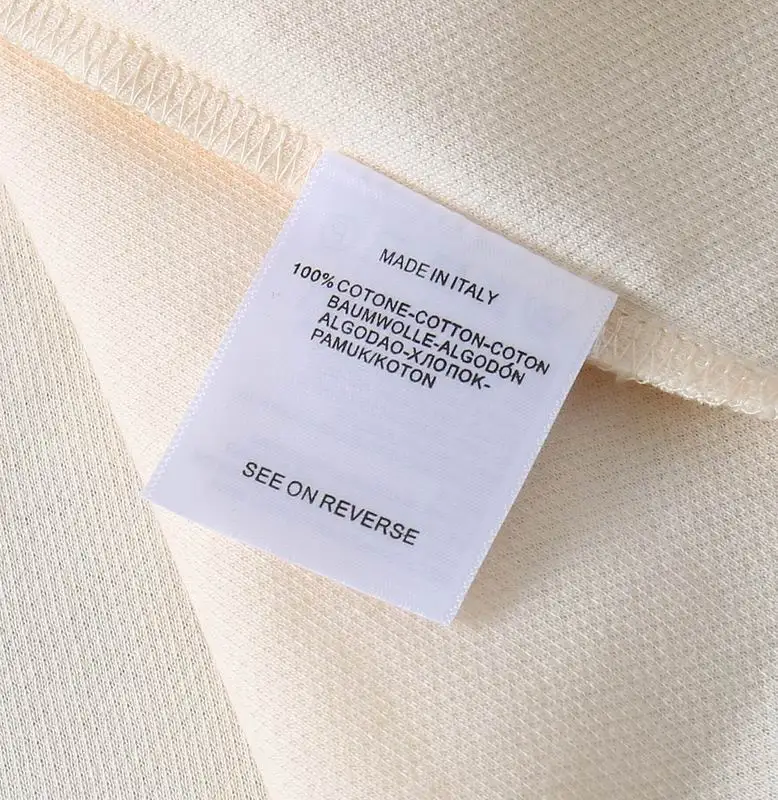 MADE IN ITALY
100% COTONE-COTTON-COTON
BAUMWOLLE-ALGODÓN
ALGODAO-ХЛОПОК-
PAMUK/KOTON
SEE ON REVERSE